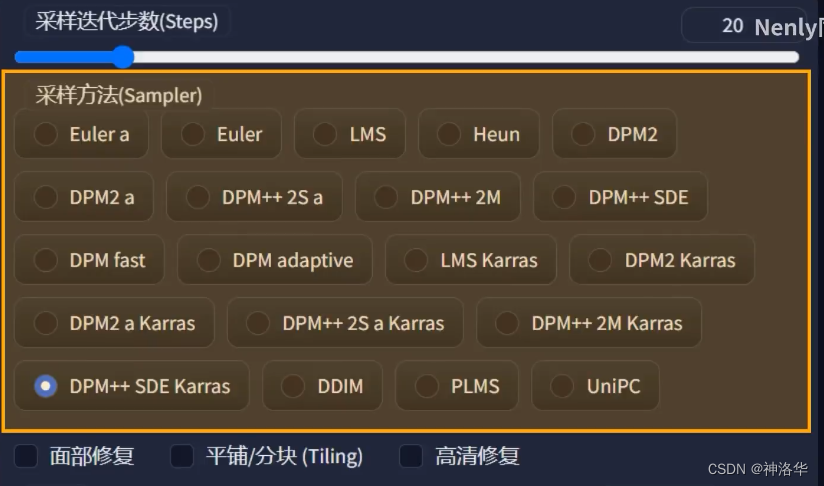 采样迭代步数(Steps)
20
Nenly
采样方法(Sampler)
Euler a Euler LMS Heun DPM2
DPM2 a DPM++ 2S a DPM++ 2M DPM++ SDE
DPM fast DPM adaptive LMS Karras DPM2 Karras
DPM2 a Karras DPM++ 2S a Karras DPM++ 2M Karras
DPM++ SDE Karras DDIM PLMS UniPC
面部修复 平铺/分块 (Tiling) 高清修复
CSDN @神洛华